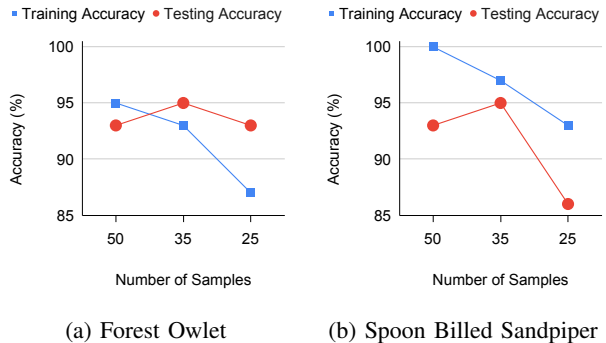 Training Accuracy Testing Accuracy
100
95
90
85
Accuracy (%)
50 35 25
Number of Samples
(a) Forest Owlet
Training Accuracy Testing Accuracy
100
95
90
85
Accuracy (%)
50 35 25
Number of Samples
(b) Spoon Billed Sandpiper